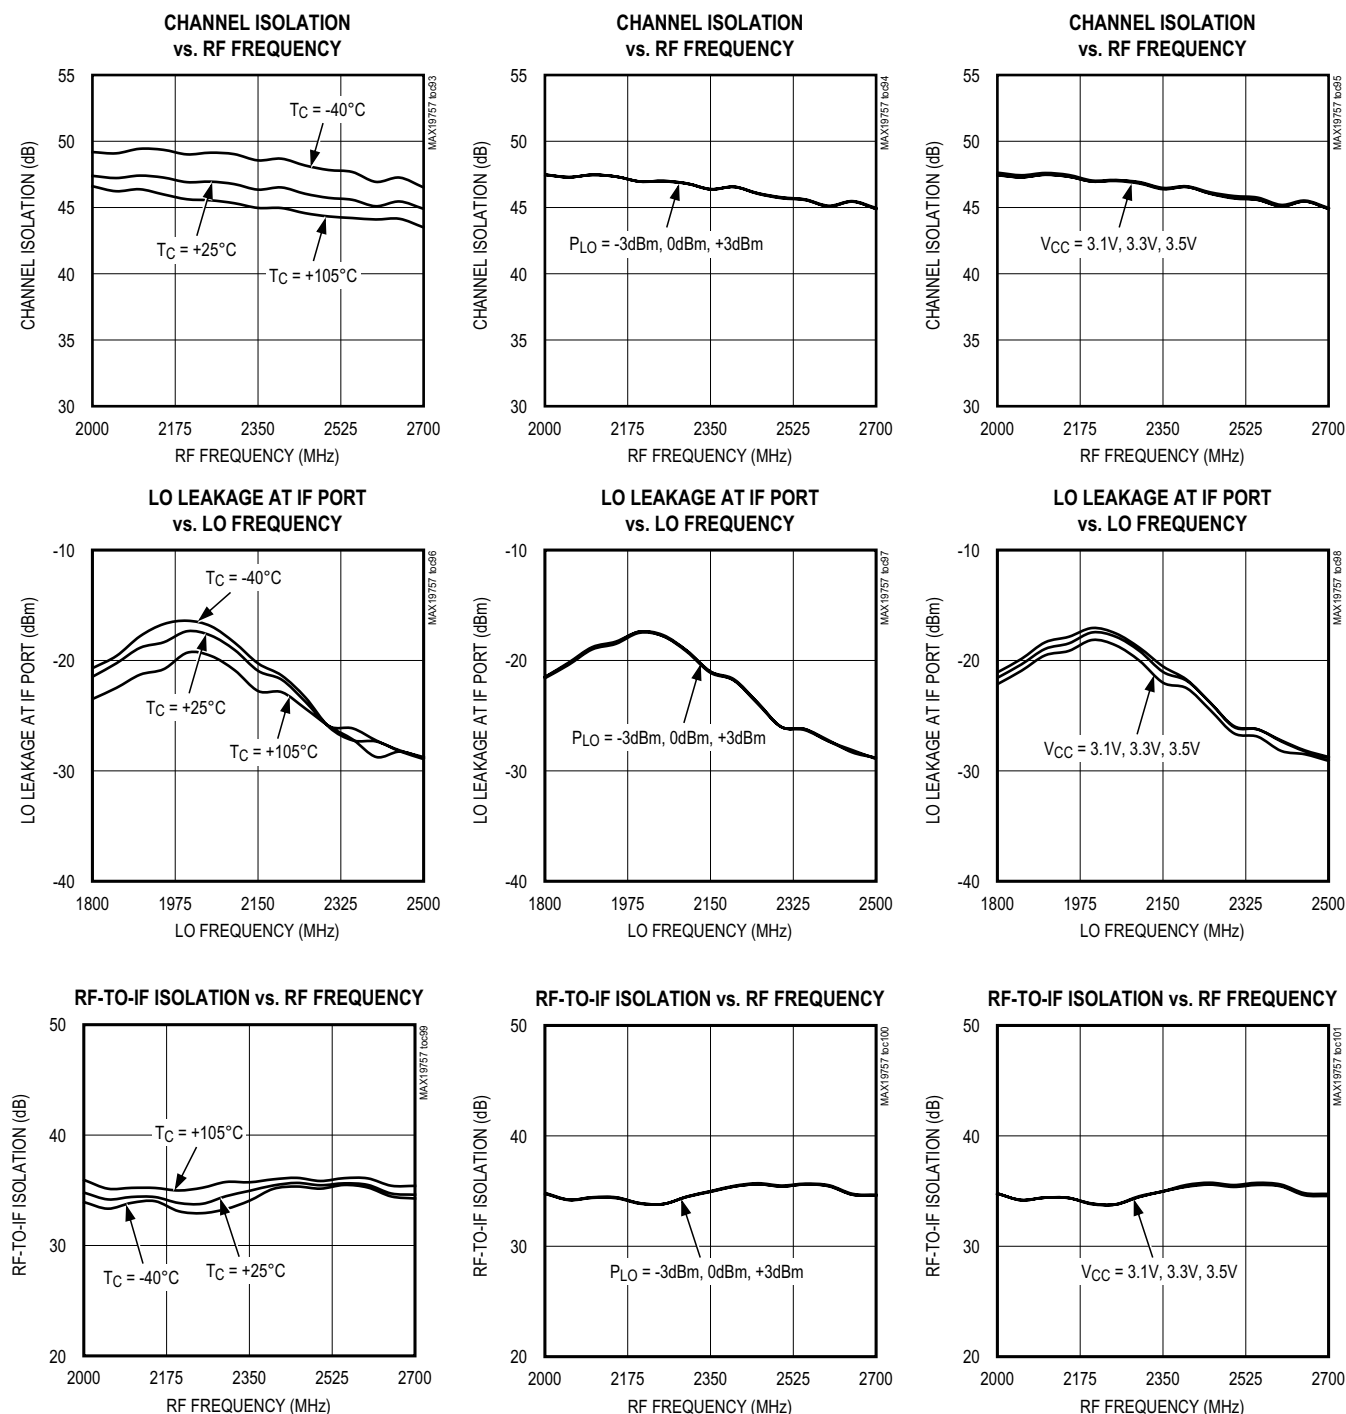 CHANNEL ISOLATION
vs. RF FREQUENCY
55
50
45
40
35
30
CHANNEL ISOLATION (dB)
TC = -40°C
TC = +25°C
TC = +105°C
MAX19757 toc93
2000 2175 2350 2525 2700
RF FREQUENCY (MHz)
CHANNEL ISOLATION
vs. RF FREQUENCY
55
50
45
40
35
30
CHANNEL ISOLATION (dB)
PLO = -3dBm, 0dBm, +3dBm
MAX19757 toc94
2000 2175 2350 2525 2700
RF FREQUENCY (MHz)
CHANNEL ISOLATION
vs. RF FREQUENCY
55
50
45
40
35
30
CHANNEL ISOLATION (dB)
VCC = 3.1V, 3.3V, 3.5V
MAX19757 toc95
2000 2175 2350 2525 2700
RF FREQUENCY (MHz)
LO LEAKAGE AT IF PORT
vs. LO FREQUENCY
-10
-20
-30
-40
LO LEAKAGE AT IF PORT (dBm)
TC = -40°C
TC = +25°C
TC = +105°C
MAX19757 toc96
1800 1975 2150 2325 2500
LO FREQUENCY (MHz)
LO LEAKAGE AT IF PORT
vs. LO FREQUENCY
-10
-20
-30
-40
LO LEAKAGE AT IF PORT (dBm)
PLO = -3dBm, 0dBm, +3dBm
MAX19757 toc97
1800 1975 2150 2325 2500
LO FREQUENCY (MHz)
LO LEAKAGE AT IF PORT
vs. LO FREQUENCY
-10
-20
-30
-40
LO LEAKAGE AT IF PORT (dBm)
VCC = 3.1V, 3.3V, 3.5V
MAX19757 toc98
1800 1975 2150 2325 2500
LO FREQUENCY (MHz)
RF-TO-IF ISOLATION vs. RF FREQUENCY
50
40
30
20
RF-TO-IF ISOLATION (dB)
TC = +105°C
TC = -40°C
TC = +25°C
MAX19757 toc99
2000 2175 2350 2525 2700
RF FREQUENCY (MHz)
RF-TO-IF ISOLATION vs. RF FREQUENCY
50
40
30
20
RF-TO-IF ISOLATION (dB)
PLO = -3dBm, 0dBm, +3dBm
MAX19757 toc100
2000 2175 2350 2525 2700
RF FREQUENCY (MHz)
RF-TO-IF ISOLATION vs. RF FREQUENCY
50
40
30
20
RF-TO-IF ISOLATION (dB)
VCC = 3.1V, 3.3V, 3.5V
MAX19757 toc101
2000 2175 2350 2525 2700
RF FREQUENCY (MHz)